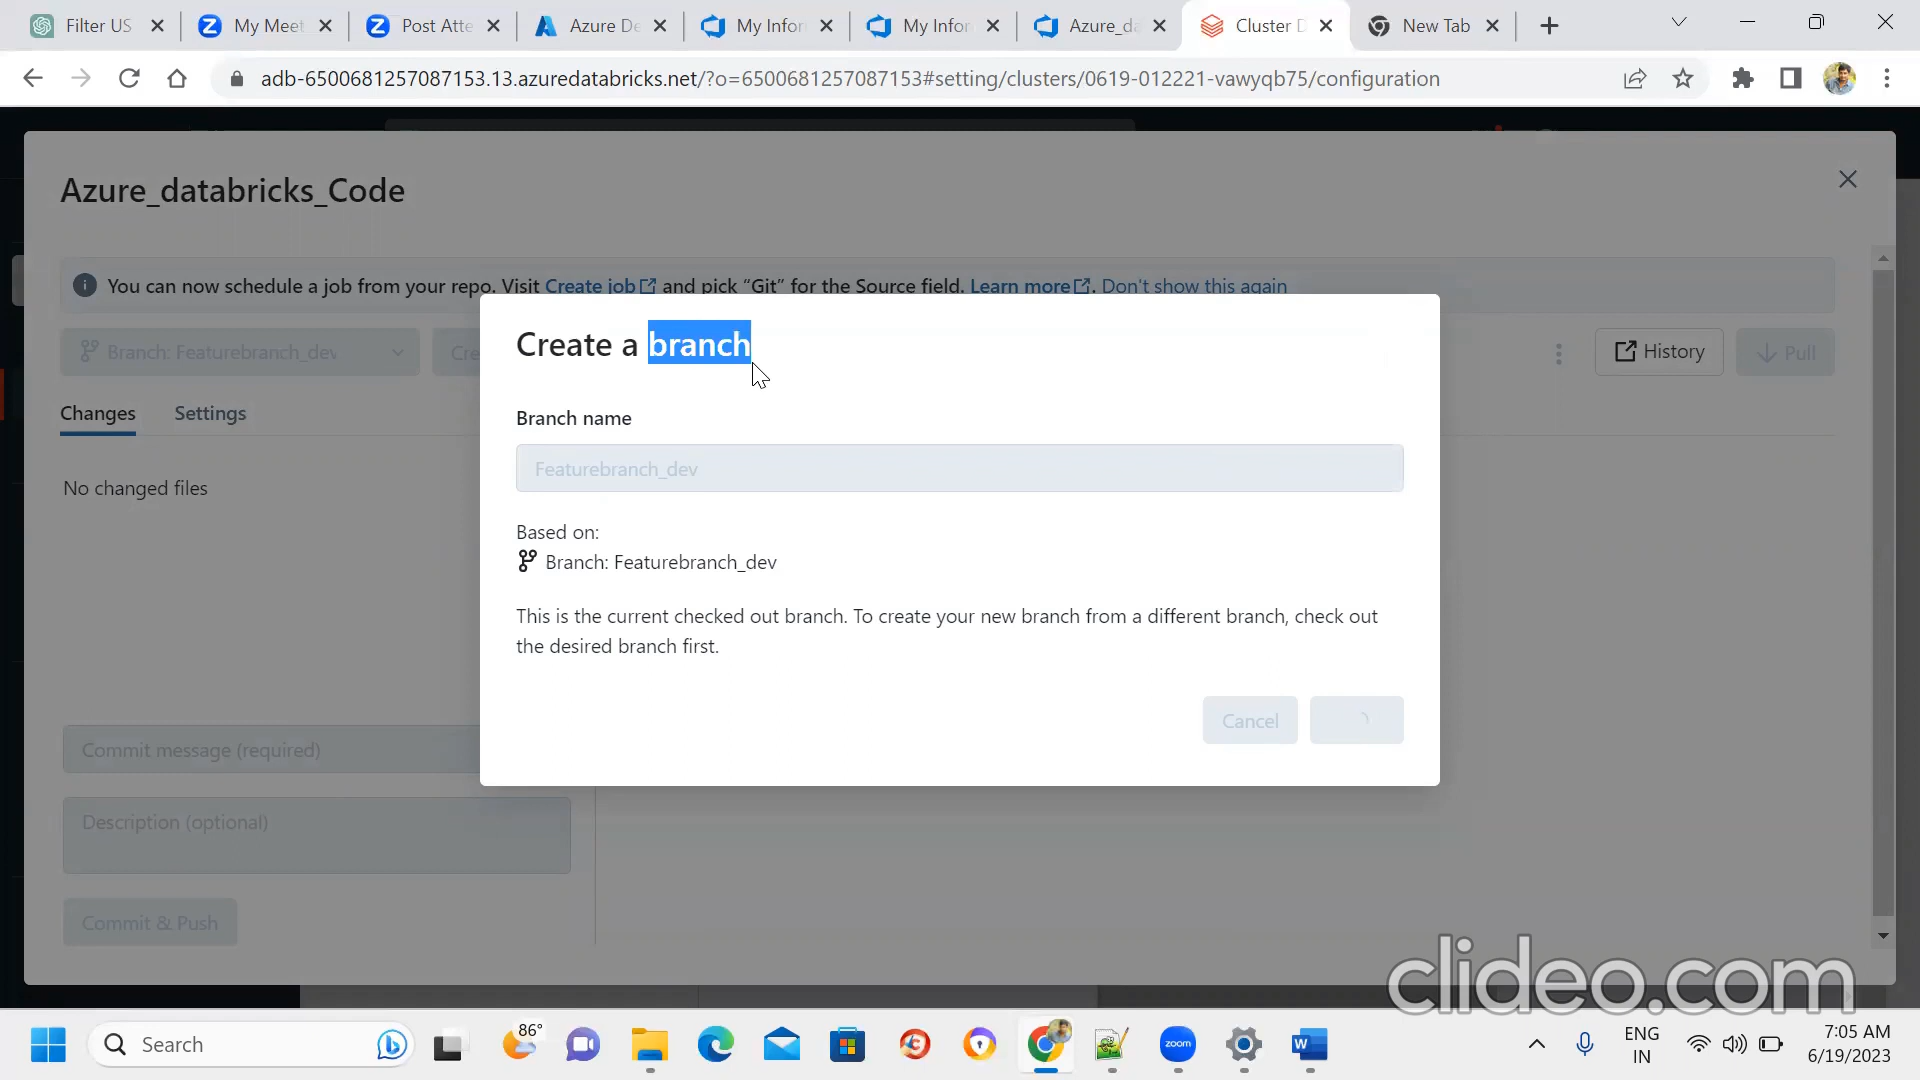 Filter US
My Meet
Post Atte
Azure De
My Infor
My Infor
Azure_da
Cluster D
New Tab
adb-6500681257087153.13.azuredatabricks.net/?o=6500681257087153#setting/clusters/0619-012221-vawyqb75/configuration
Azure_databricks_Code
You can now schedule a job from your repo. Visit Create job and pick “Git” for the Source field. Learn more. Don't show this again
Branch: Featurebranch_dev
Cre
History
Pull
Changes
Settings
No changed files
Create a branch
Branch name
Featurebranch_dev
Based on:
Branch: Featurebranch_dev
This is the current checked out branch. To create your new branch from a different branch, check out
the desired branch first.
Cancel
Commit message (required)
Description (optional)
Commit & Push
clideo.com
Search
86°
zoom
ENG
IN
7:05 AM
6/19/2023